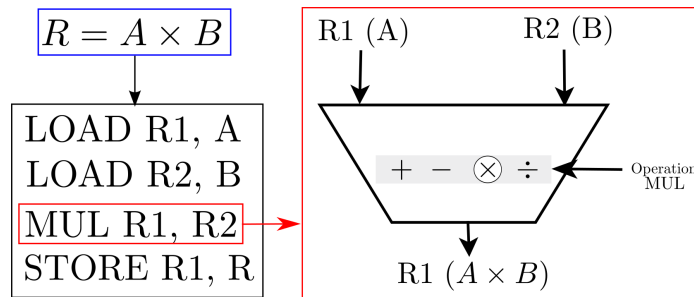 R = A × B
LOAD R1, A
LOAD R2, B
MUL R1, R2
STORE R1, R
R1 (A)
R2 (B)
+ − × ÷
Operation
MUL
R1 (A × B)